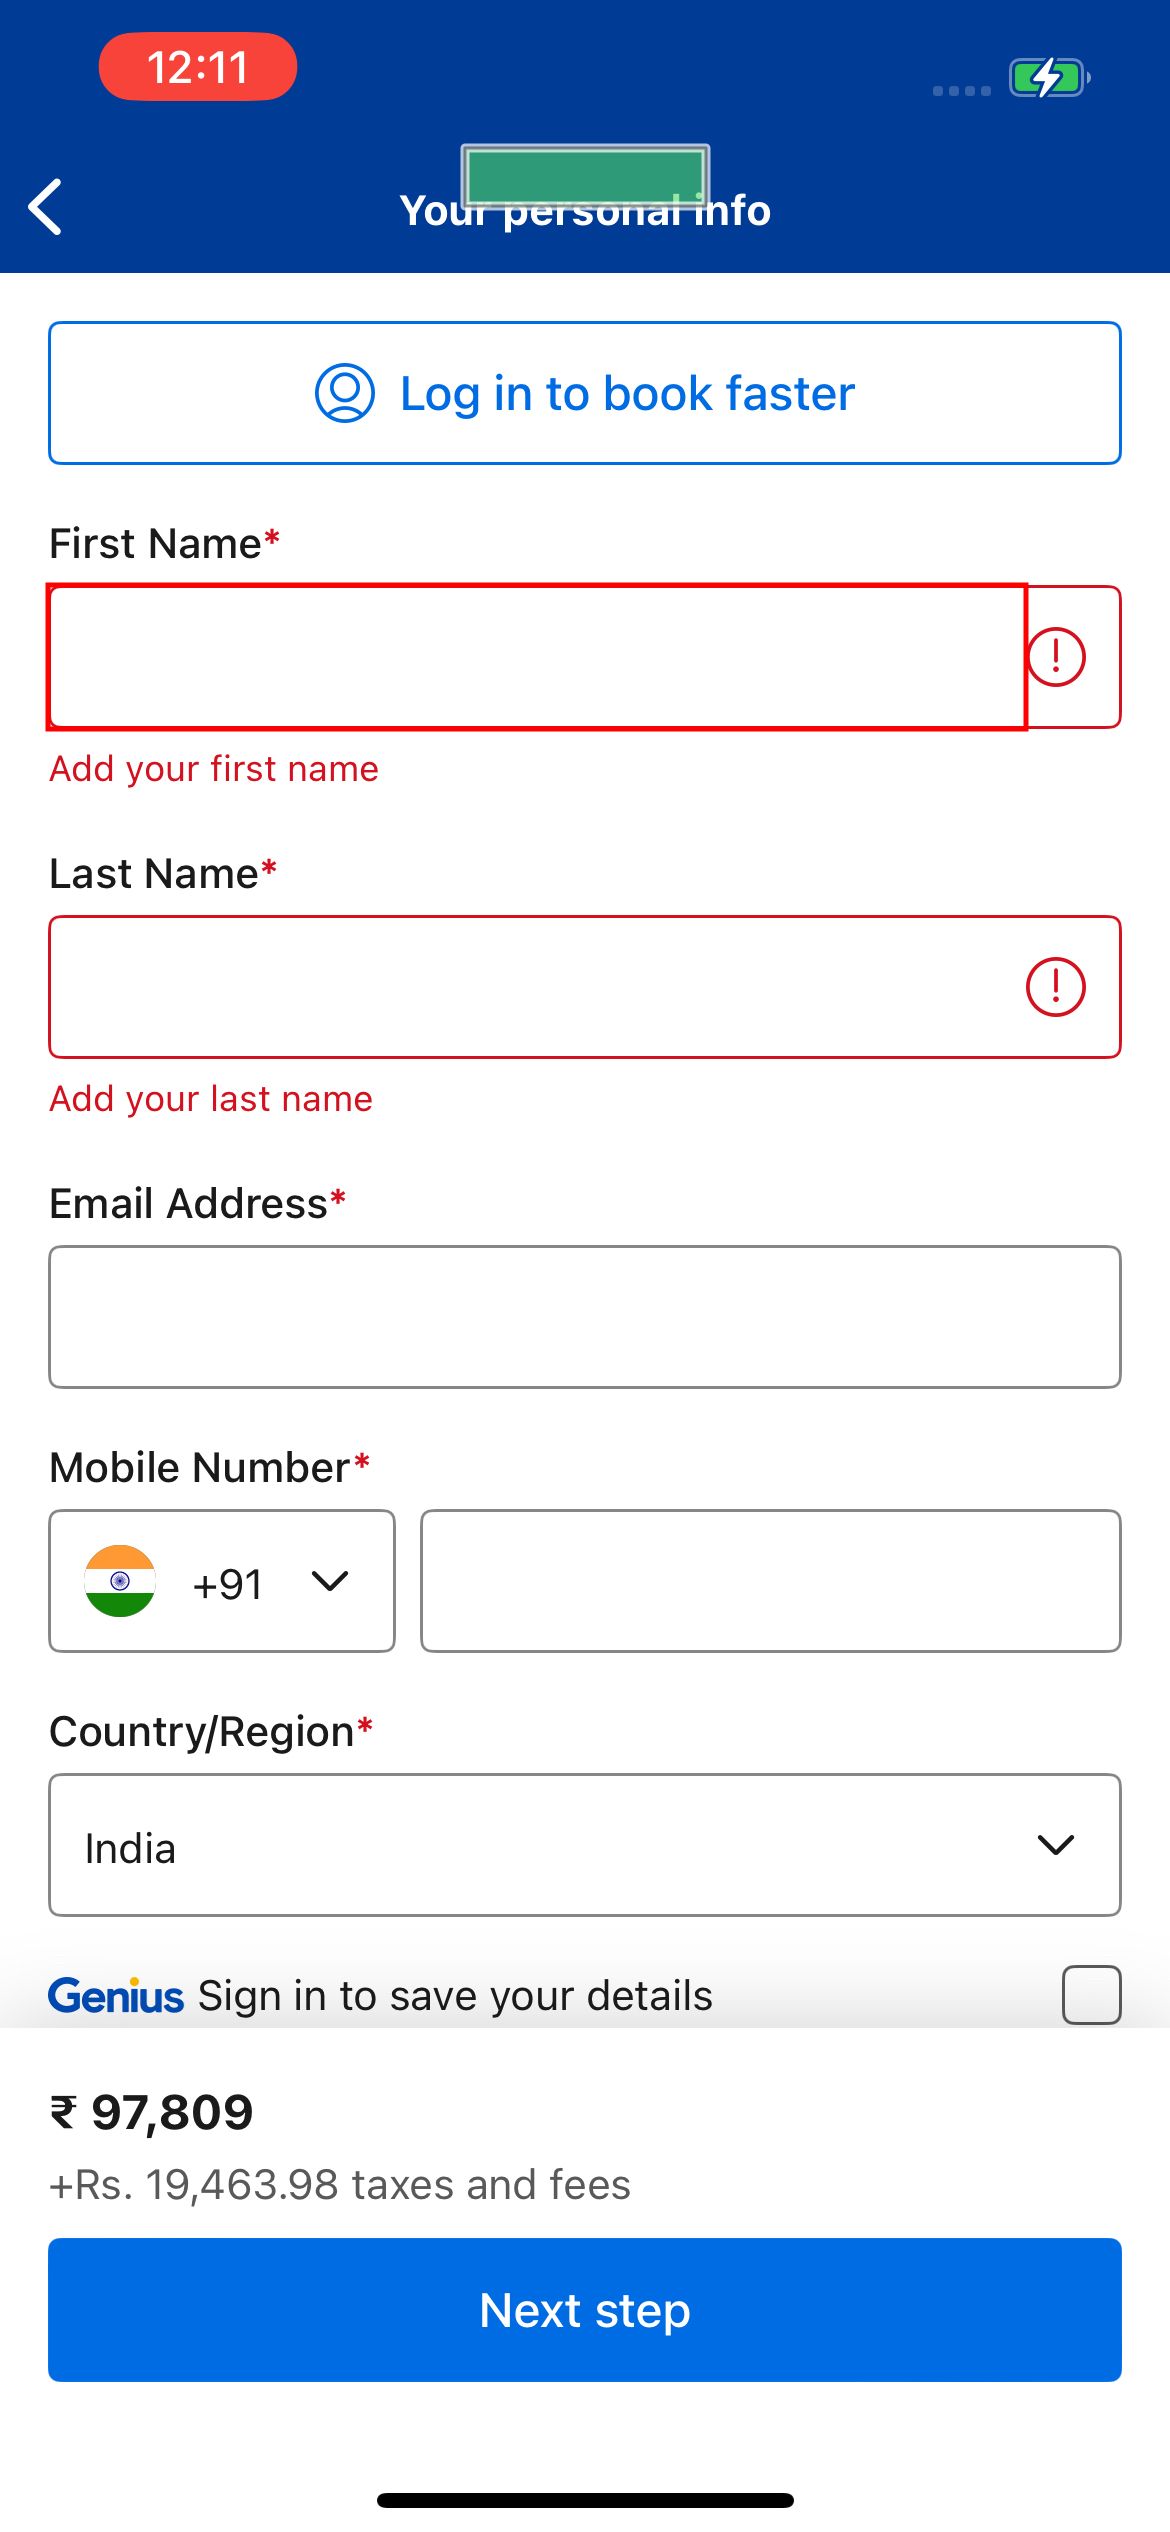 12:11
Your personal info
Log in to book faster
First Name*
Add your first name
Last Name*
Add your last name
Email Address*
Mobile Number*
+91
Country/Region*
India
Genius Sign in to save your details
₹ 97,809
+Rs. 19,463.98 taxes and fees
Next step